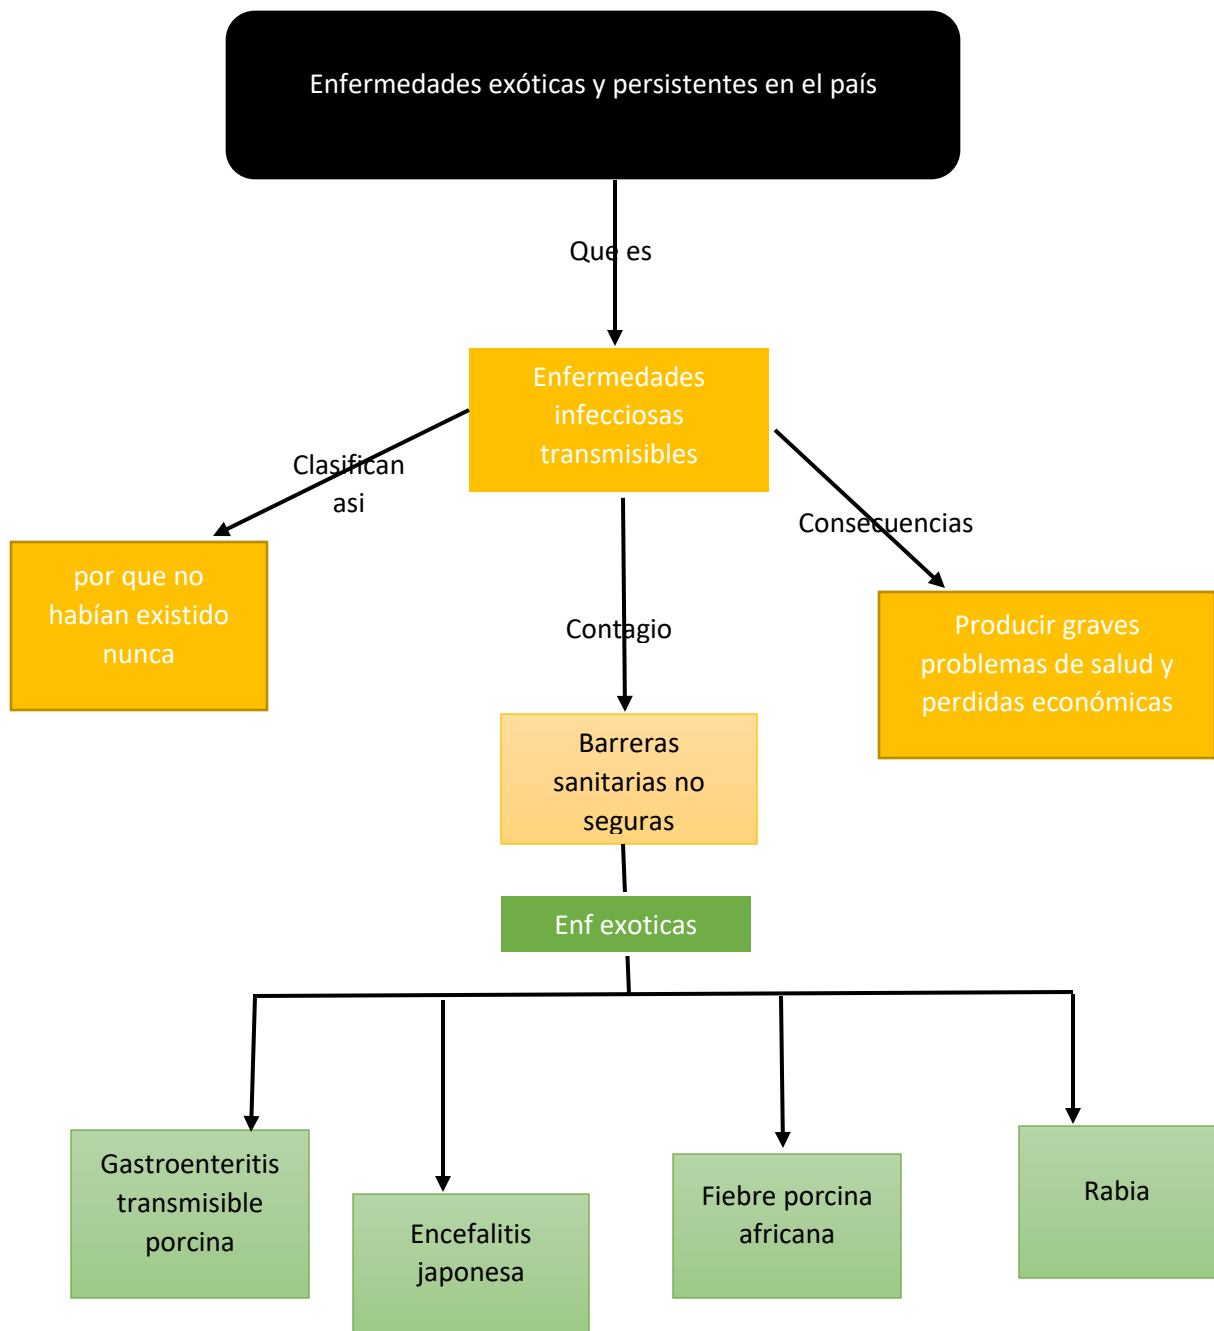 Enfermedades exóticas y persistentes en el país
Que es
Enfermedades
infecciosas
transmisibles
Clasifican
asi
Consecuencias
por que no
habían existido
nunca
Contagio
Producir graves
problemas de salud y
perdidas económicas
Barreras
sanitarias no
seguras
Enf exoticas
Gastroenteritis
transmisible
porcina
Encefalitis
japonesa
Fiebre porcina
africana
Rabia